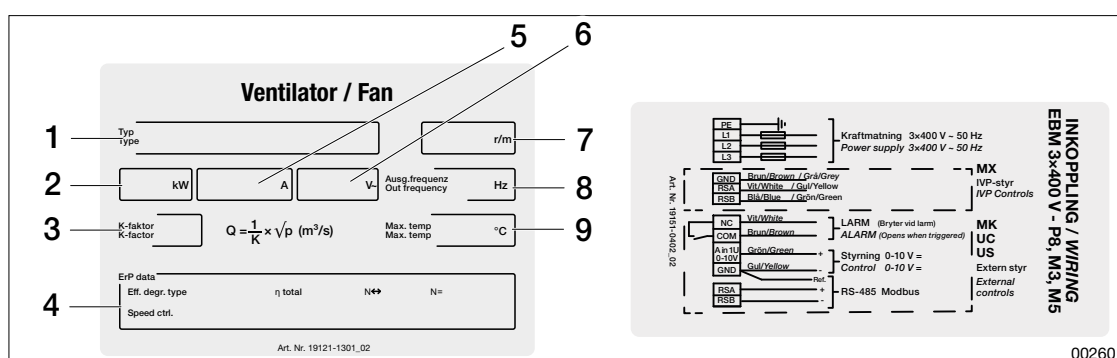 5
6
Ventilator / Fan
1
Typ
Type
r/m
7
2
kW
A
V~
Ausg.frequenz
Out frequency
Hz
8
3
K-faktor
K-factor
Q = 1/K × √p (m³/s)
Max. temp
Max. temp
°C
9
ErP data
4
Eff. degr. type
η total
N↔
N=
Speed ctrl.
Art. Nr. 19121-1301_02
PE
L1
L2
L3
Kraftmatning 3×400 V ~ 50 Hz
Power supply 3×400 V ~ 50 Hz
GND
Brun/Brown / Grå/Grey
RSA
Vit/White / Gul/Yellow
RSB
Blå/Blue / Grön/Green
MX
IVP-styr
IVP Controls
NC
Vit/White
COM
Brun/Brown
LARM (Bryter vid larm)
ALARM (Opens when triggered)
A in 1U
0-10V
Grön/Green
+
GND
Gul/Yellow
-
Styrning 0-10 V =
Control 0-10 V =
Ref.
RSA
+
RSB
-
RS-485 Modbus
MK
UC
US
Extern styr
External
controls
Art. Nr. 19151-0402_02
INKOPPLING / WIRING
EBM 3×400 V - P8, M3, M5
00260